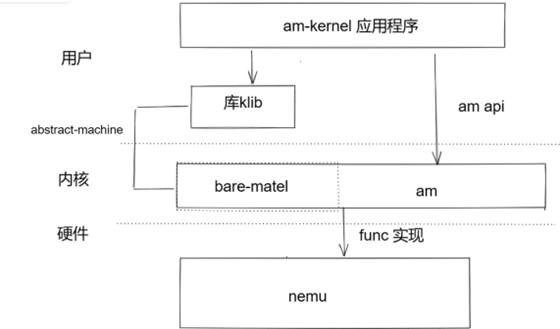 am-kernel 应用程序
用户
库klib
am api
abstract-machine
内核
bare-matel
am
硬件
func 实现
nemu